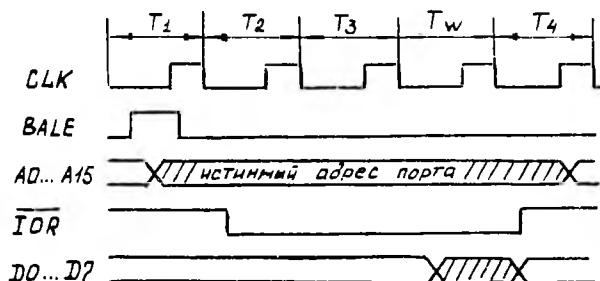 T1 T2 T3 Tw T4
CLK
BALE
A0...A15 истинный адрес порта
IOR
D0...D7